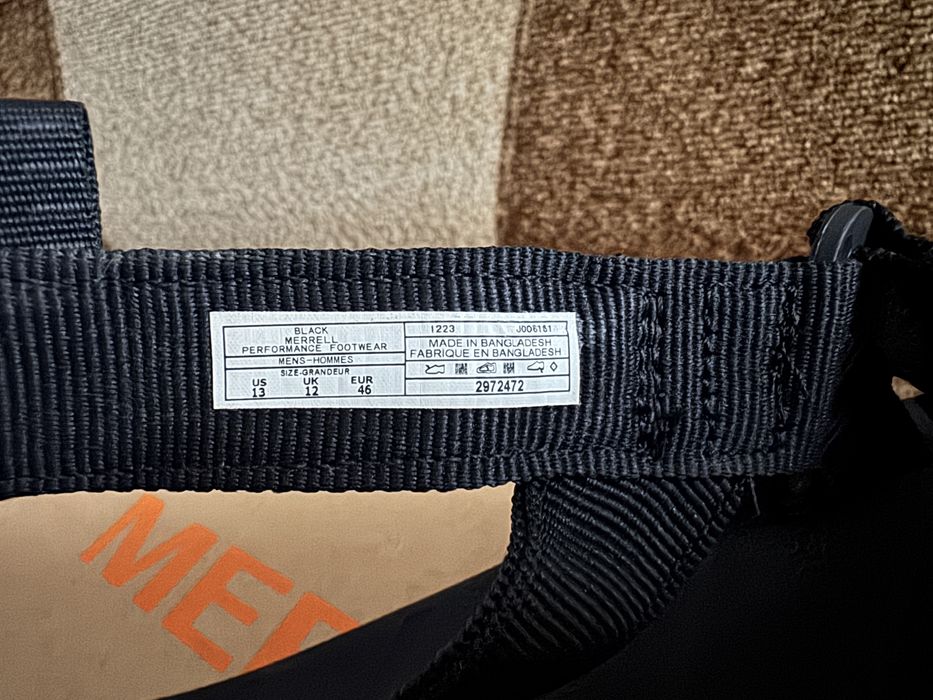 BLACK
MERRELL
PERFORMANCE FOOTWEAR
MENS-HOMMES
SIZE-GRANDEUR
US UK EUR
13 12 46
1223 J006161
MADE IN BANGLADESH
FABRIQUE EN BANGLADESH
2972472
MER